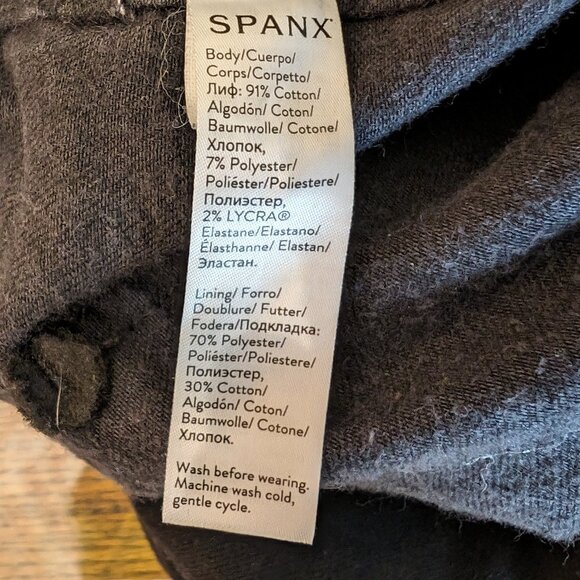 SPANX
Body/Cuerpo/
Corps/Corpetto/
Лиф: 91% Cotton/
Algodón/ Coton/
Baumwolle/ Cotone/
Хлопок,
7% Polyester/
Poliéster/Poliestere/
Полиэстер,
2% LYCRA®
Elastane/Elastano/
Élasthanne/ Elastan/
Эластан.
Lining/ Forro/
Doublure/ Futter/
Fodera/Подкладка:
70% Polyester/
Poliéster/Poliestere/
Полиэстер,
30% Cotton/
Algodón/ Coton/
Baumwolle/ Cotone/
Хлопок.
Wash before wearing.
Machine wash cold,
gentle cycle.